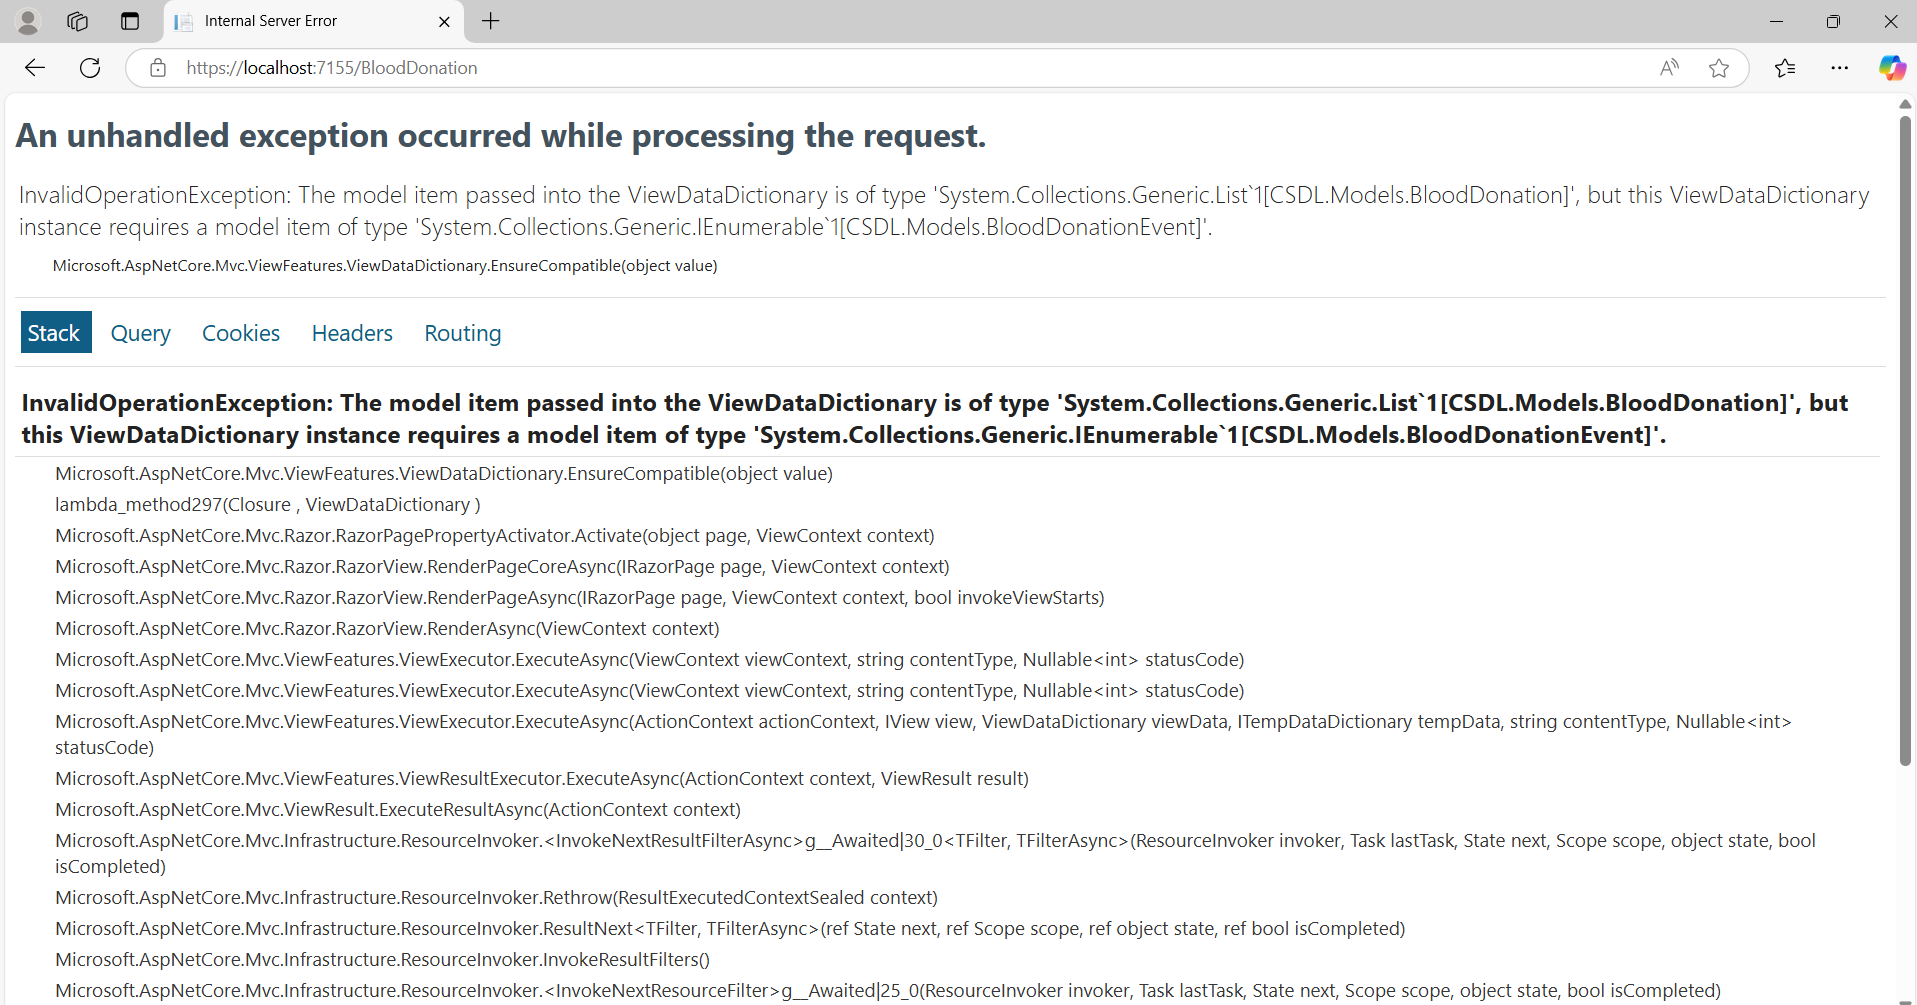 Internal Server Error
https://localhost:7155/BloodDonation
An unhandled exception occurred while processing the request.
InvalidOperationException: The model item passed into the ViewDataDictionary is of type 'System.Collections.Generic.List`1[CSDL.Models.BloodDonation]', but this ViewDataDictionary
instance requires a model item of type 'System.Collections.Generic.IEnumerable`1[CSDL.Models.BloodDonationEvent]'.
Microsoft.AspNetCore.Mvc.ViewFeatures.ViewDataDictionary.EnsureCompatible(object value)
Stack Query Cookies Headers Routing
InvalidOperationException: The model item passed into the ViewDataDictionary is of type 'System.Collections.Generic.List`1[CSDL.Models.BloodDonation]', but
this ViewDataDictionary instance requires a model item of type 'System.Collections.Generic.IEnumerable`1[CSDL.Models.BloodDonationEvent]'.
Microsoft.AspNetCore.Mvc.ViewFeatures.ViewDataDictionary.EnsureCompatible(object value)
lambda_method297(Closure , ViewDataDictionary )
Microsoft.AspNetCore.Mvc.Razor.RazorPagePropertyActivator.Activate(object page, ViewContext context)
Microsoft.AspNetCore.Mvc.Razor.RazorView.RenderPageCoreAsync(IRazorPage page, ViewContext context)
Microsoft.AspNetCore.Mvc.Razor.RazorView.RenderPageAsync(IRazorPage page, ViewContext context, bool invokeViewStarts)
Microsoft.AspNetCore.Mvc.Razor.RazorView.RenderAsync(ViewContext context)
Microsoft.AspNetCore.Mvc.ViewFeatures.ViewExecutor.ExecuteAsync(ViewContext viewContext, string contentType, Nullable<int> statusCode)
Microsoft.AspNetCore.Mvc.ViewFeatures.ViewExecutor.ExecuteAsync(ViewContext viewContext, string contentType, Nullable<int> statusCode)
Microsoft.AspNetCore.Mvc.ViewFeatures.ViewExecutor.ExecuteAsync(ActionContext actionContext, IView view, ViewDataDictionary viewData, ITempDataDictionary tempData, string contentType, Nullable<int>
statusCode)
Microsoft.AspNetCore.Mvc.ViewFeatures.ViewResultExecutor.ExecuteAsync(ActionContext context, ViewResult result)
Microsoft.AspNetCore.Mvc.ViewResult.ExecuteResultAsync(ActionContext context)
Microsoft.AspNetCore.Mvc.Infrastructure.ResourceInvoker.<InvokeNextResultFilterAsync>g__Awaited|30_0<TFilter, TFilterAsync>(ResourceInvoker invoker, Task lastTask, State next, Scope scope, object state, bool
isCompleted)
Microsoft.AspNetCore.Mvc.Infrastructure.ResourceInvoker.Rethrow(ResultExecutedContextSealed context)
Microsoft.AspNetCore.Mvc.Infrastructure.ResourceInvoker.ResultNext<TFilter, TFilterAsync>(ref State next, ref Scope scope, ref object state, ref bool isCompleted)
Microsoft.AspNetCore.Mvc.Infrastructure.ResourceInvoker.InvokeResultFilters()
Microsoft.AspNetCore.Mvc.Infrastructure.ResourceInvoker.<InvokeNextResourceFilter>g__Awaited|25_0(ResourceInvoker invoker, Task lastTask, State next, Scope scope, object state, bool isCompleted)